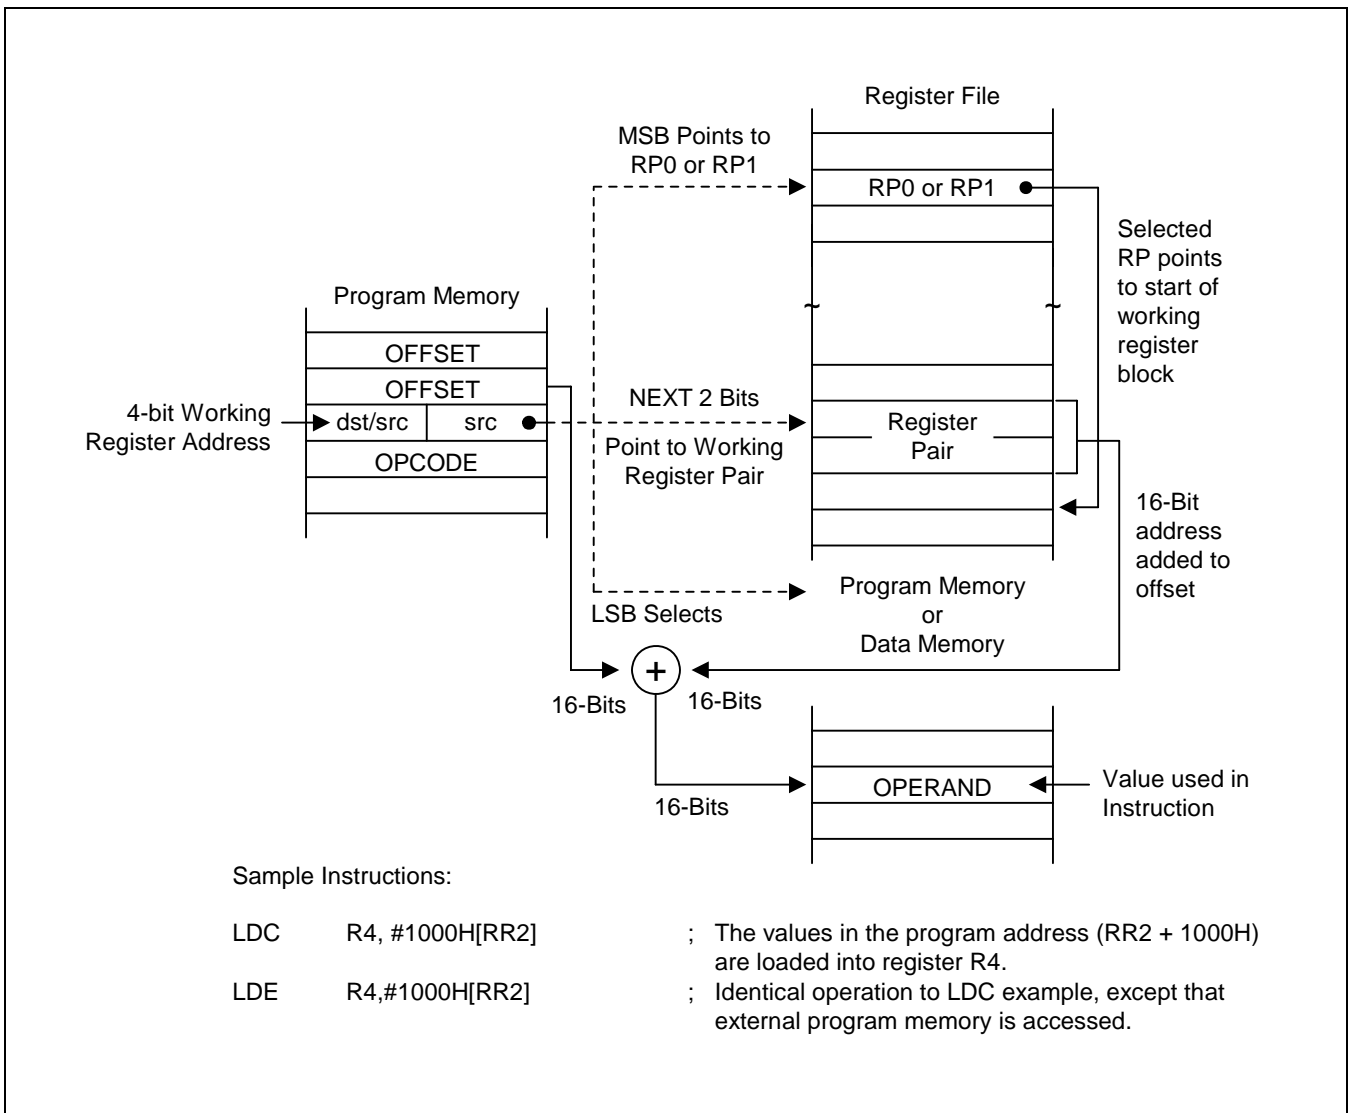 Register File
MSB Points to
RP0 or RP1
RP0 or RP1
Selected
RP points
to start of
working
register
block
Program Memory
OFFSET
OFFSET
4-bit Working
Register Address
dst/src
src
OPCODE
NEXT 2 Bits
Point to Working
Register Pair
Register
Pair
16-Bit
address
added to
offset
LSB Selects
Program Memory
or
Data Memory
+
16-Bits
16-Bits
16-Bits
OPERAND
Value used in
Instruction
~
~
Sample Instructions:
LDC R4, #1000H[RR2] ; The values in the program address (RR2 + 1000H)
are loaded into register R4.
LDE R4,#1000H[RR2] ; Identical operation to LDC example, except that
external program memory is accessed.